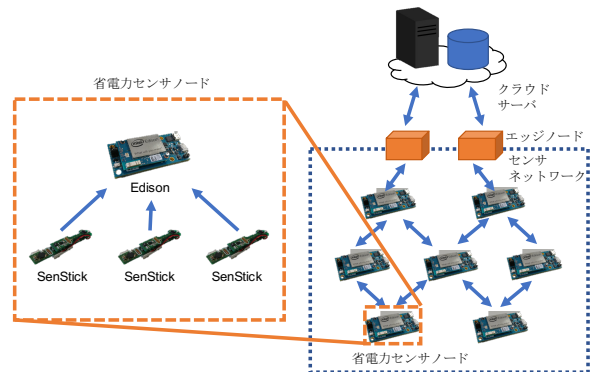 省電力センサノード
Edison
SenStick
SenStick
SenStick
クラウド
サーバ
エッジノード
センサ
ネットワーク
省電力センサノード